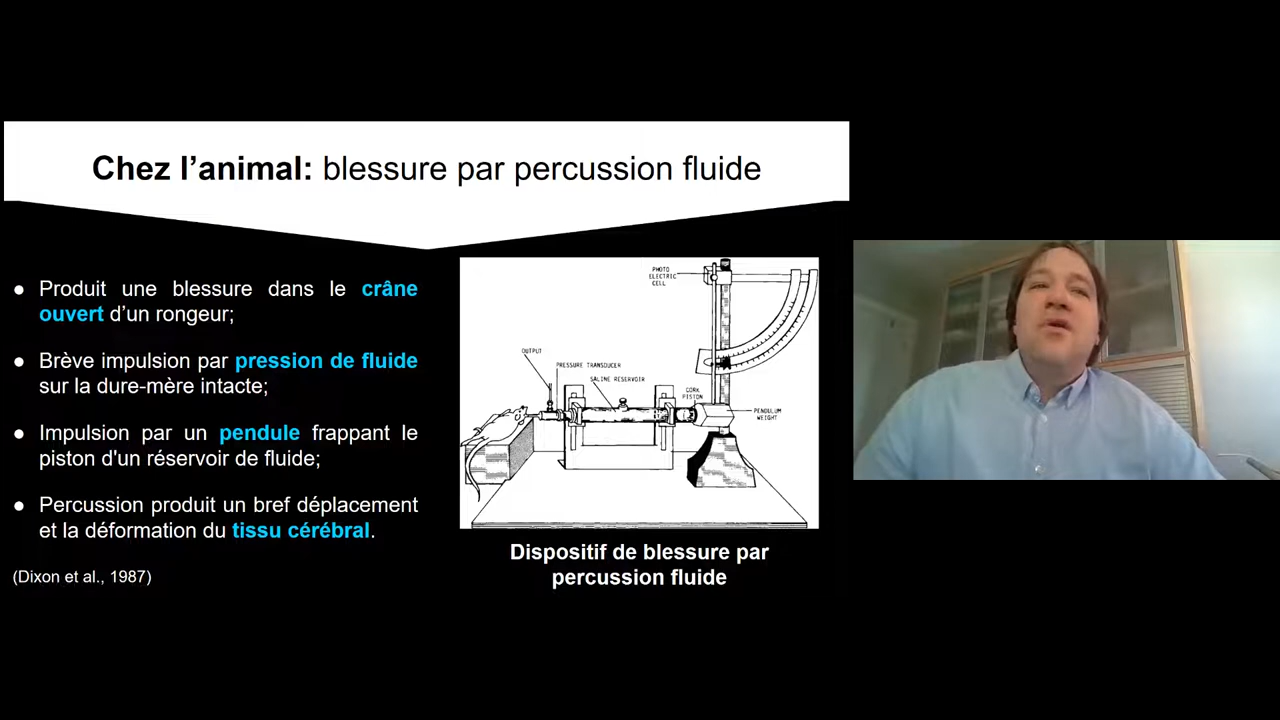 Chez l’animal: blessure par percussion fluide
● Produit une blessure dans le crâne
ouvert d’un rongeur;
● Brève impulsion par pression de fluide
sur la dure-mère intacte;
● Impulsion par un pendule frappant le
piston d'un réservoir de fluide;
● Percussion produit un bref déplacement
et la déformation du tissu cérébral.
(Dixon et al., 1987)
PHOTO
ELECTRIC
CELL
OUTPUT
PRESSURE TRANSDUCER
SALINE RESERVOIR
CORK
PISTON
PENDULUM
WEIGHT
Dispositif de blessure par
percussion fluide